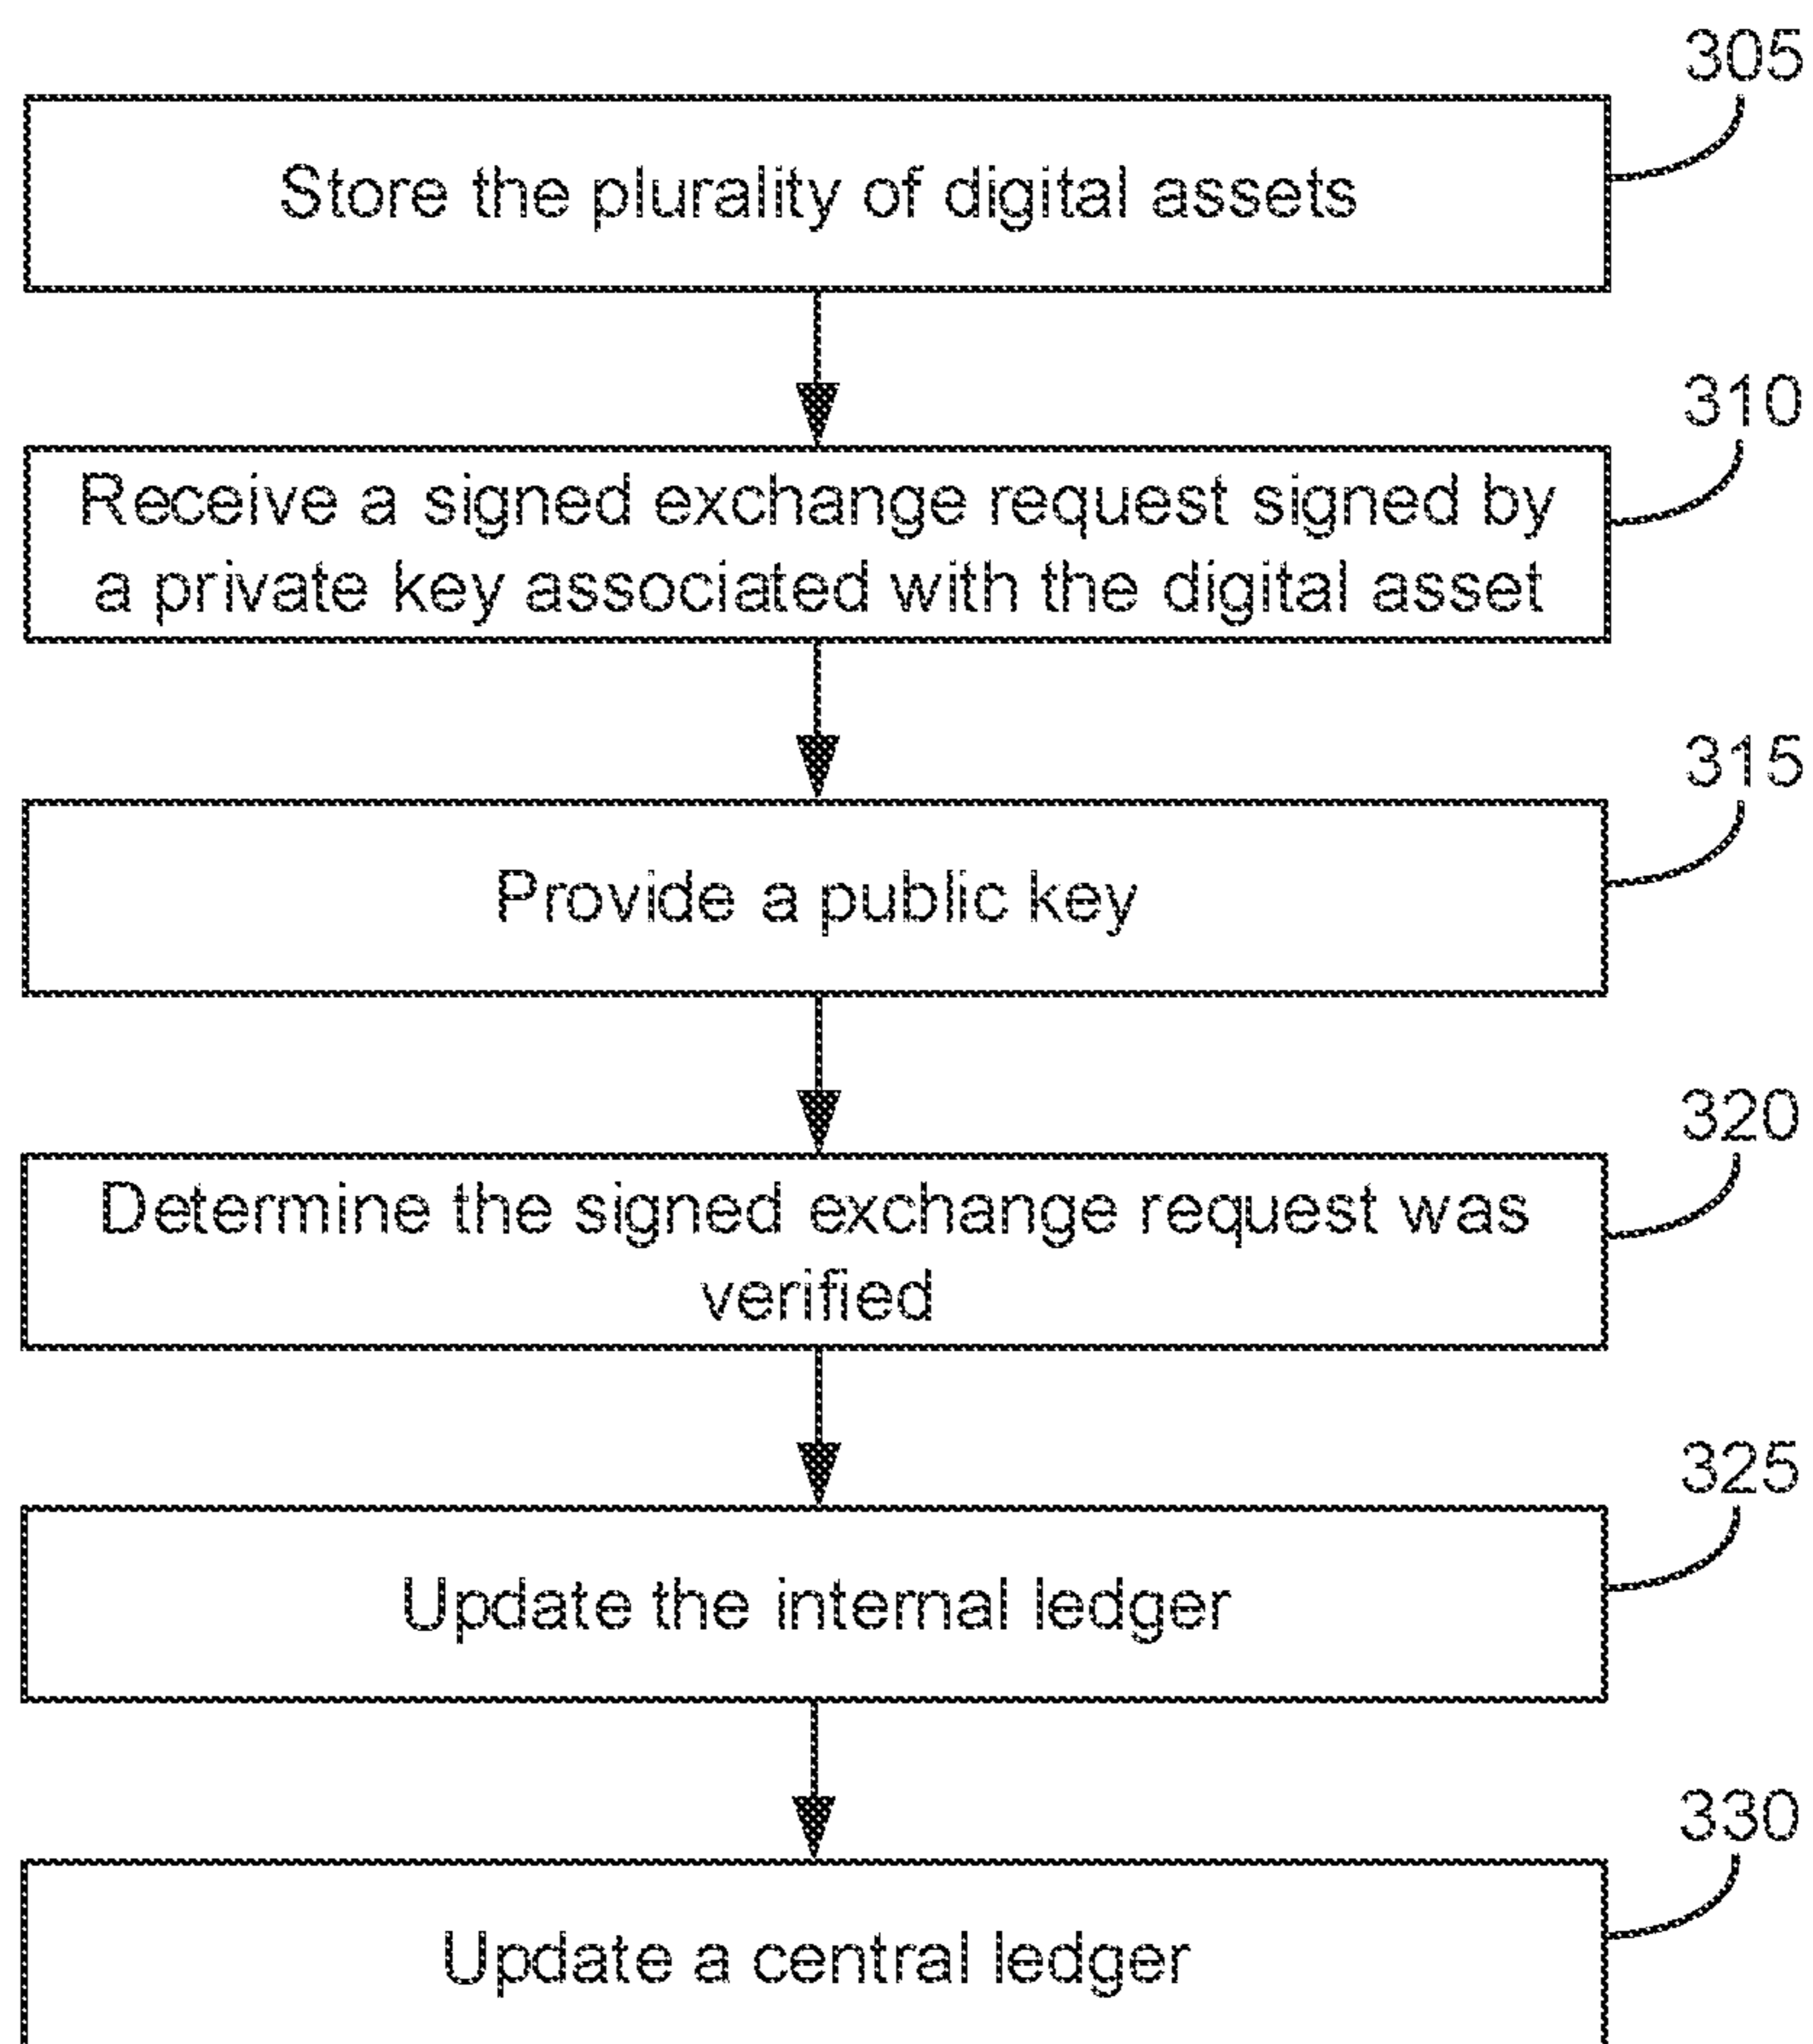 305
Store the plurality of digital assets
310
Receive a signed exchange request signed by
a private key associated with the digital asset
315
Provide a public key
320
Determine the signed exchange request was
verified
325
Update the internal ledger
330
Update a central ledger